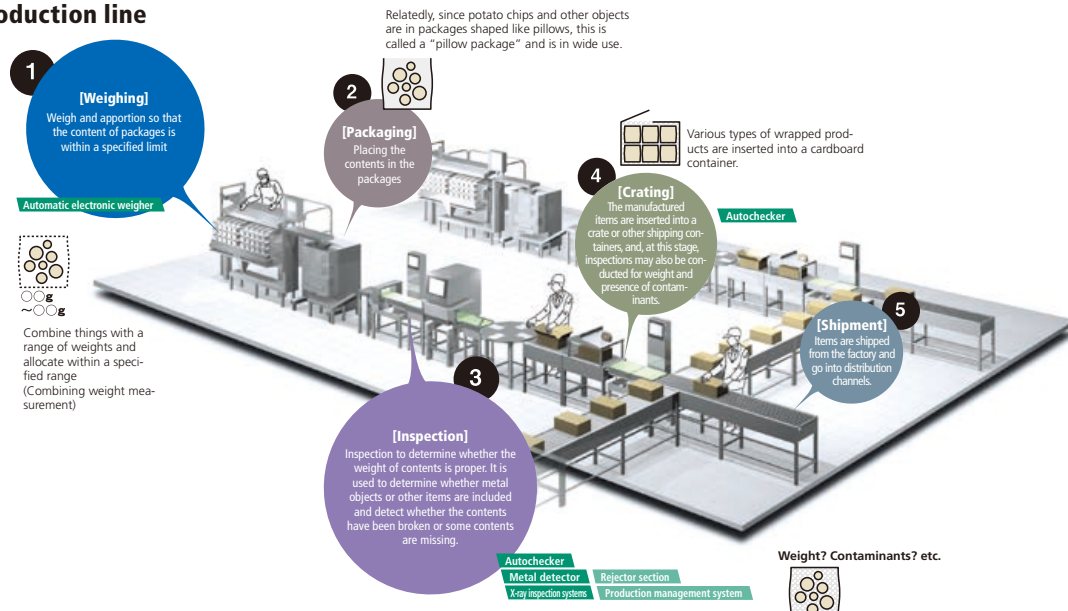 oduction line
Relatedly, since potato chips and other objects
are in packages shaped like pillows, this is
called a “pillow package” and is in wide use.
1
[Weighing]
Weigh and apportion so that
the content of packages is
within a specified limit
Automatic electronic weigher
○○g
～○○g
Combine things with a
range of weights and
allocate within a speci-
fied range
(Combining weight mea-
surement)
2
[Packaging]
Placing the
contents in the
packages
Various types of wrapped prod-
ucts are inserted into a cardboard
container.
4
[Crating]
The manufactured
items are inserted into a
crate or other shipping con-
tainers, and, at this stage,
inspections may also be con-
ducted for weight and
presence of contam-
inants.
Autochecker
5
[Shipment]
Items are shipped
from the factory and
go into distribution
channels.
3
[Inspection]
Inspection to determine whether the
weight of contents is proper. It is
used to determine whether metal
objects or other items are included
and detect whether the contents
have been broken or some contents
are missing.
Autochecker
Metal detector
Rejector section
X-ray inspection systems
Production management system
Weight? Contaminants? etc.